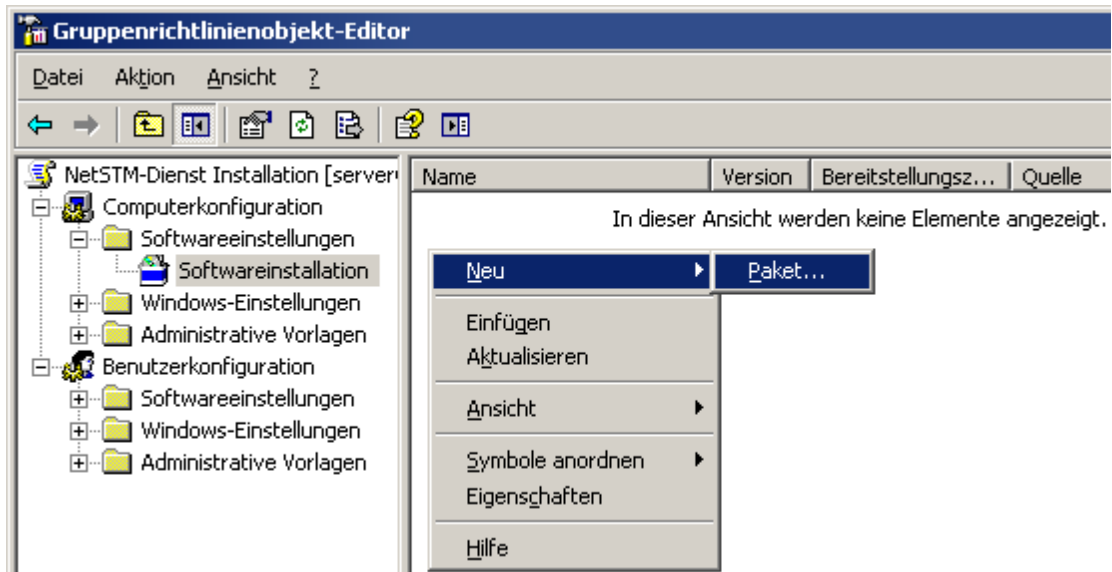 Gruppenrichtlinienobjekt-Editor
Datei Aktion Ansicht ?
NetSTM-Dienst Installation [server
Computerkonfiguration
Softwareeinstellungen
Softwareinstallation
Windows-Einstellungen
Administrative Vorlagen
Benutzerkonfiguration
Softwareeinstellungen
Windows-Einstellungen
Administrative Vorlagen
Name Version Bereitstellungsz... Quelle
In dieser Ansicht werden keine Elemente angezeigt.
Neu
Paket...
Einfügen
Aktualisieren
Ansicht
Symbole anordnen
Eigenschaften
Hilfe